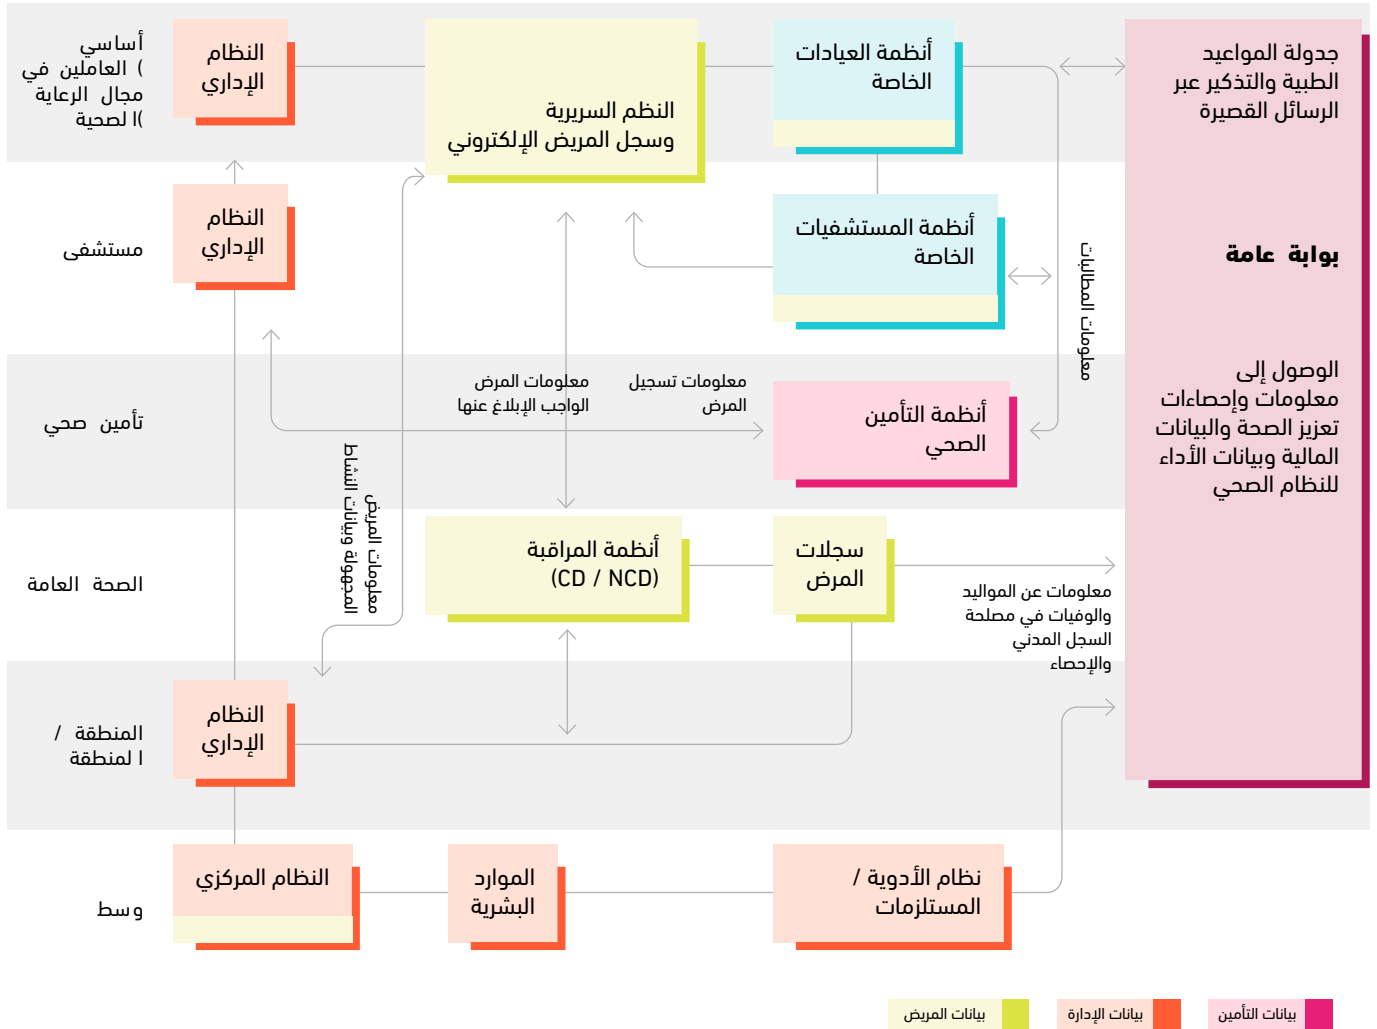 أساسي
( العاملين في
مجال الرعاية
ا لصحية(
النظام
الإداري
النظم السريرية
وسجل المريض الإلكتروني
أنظمة العيادات
الخاصة
جدولة المواعيد
الطبية والتذكير عبر
الرسائل القصيرة
مستشفى
النظام
الإداري
أنظمة المستشفيات
الخاصة
معلومات المطالبات
بوابة عامة
الوصول إلى
معلومات وإحصاءات
تعزيز الصحة والبيانات
المالية وبيانات الأداء
للنظام الصحي
تأمين صحي
معلومات المرض
الواجب الإبلاغ عنها
معلومات تسجيل
المرض
أنظمة التأمين
الصحي
معلومات المريض
المجهولة وبيانات النشاط
الصحة العامة
أنظمة المراقبة
(CD / NCD)
سجلات
المرض
معلومات عن المواليد
والوفيات في مصلحة
السجل المدني
والإحصاء
المنطقة /
ا لمنطقة
النظام
الإداري
وسط
النظام المركزي
الموارد
البشرية
نظام الأدوية /
المستلزمات
بيانات التأمين
بيانات الإدارة
بيانات المريض